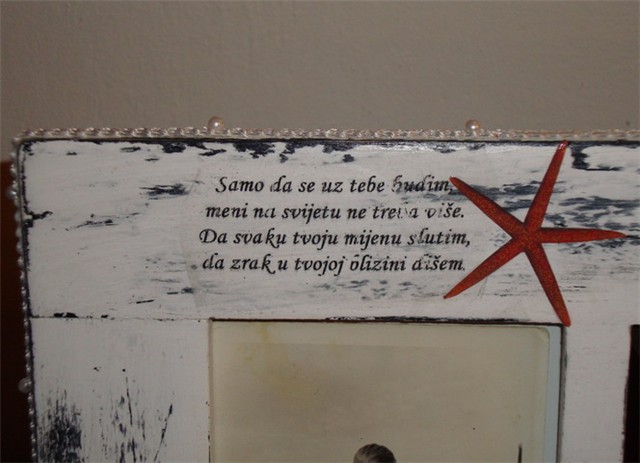 Samo da se uz tebe budim,
meni na svijetu ne treba više.
Da svaku tvoju mijenu slutim,
da zrak u tvojoj blizini dišem.